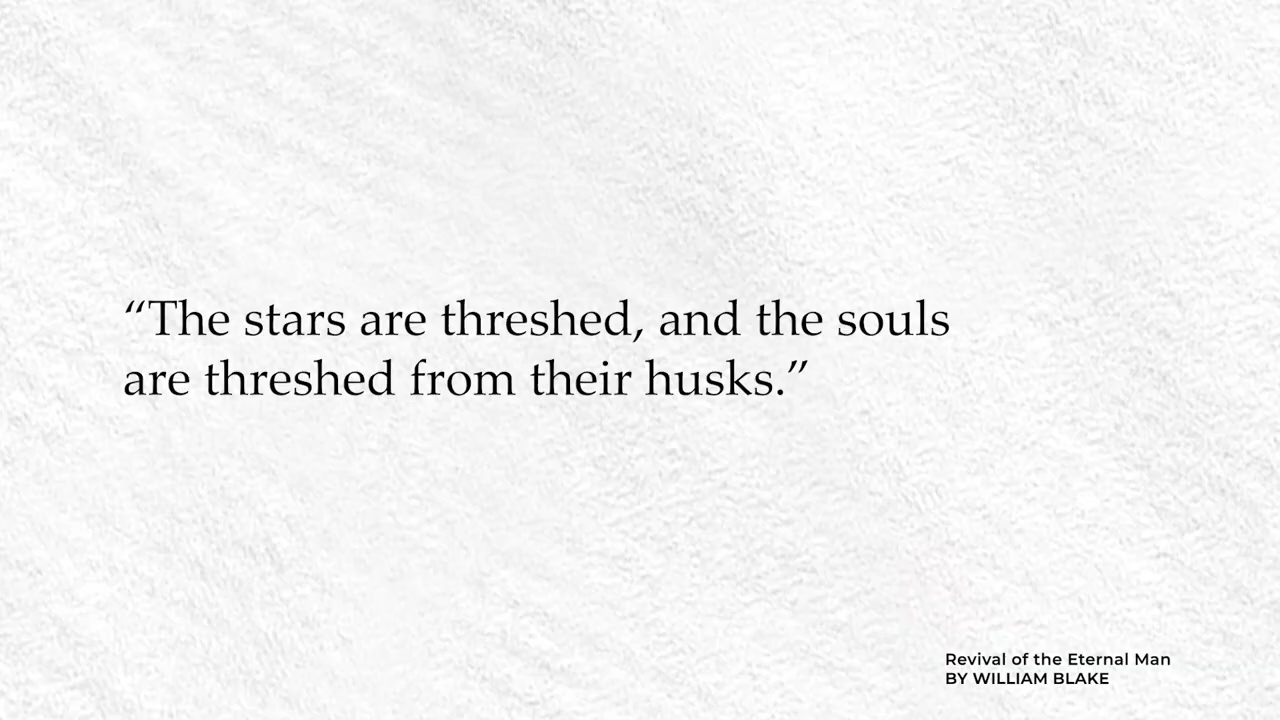 “The stars are threshed, and the souls
are threshed from their husks.”
Revival of the Eternal Man
BY WILLIAM BLAKE